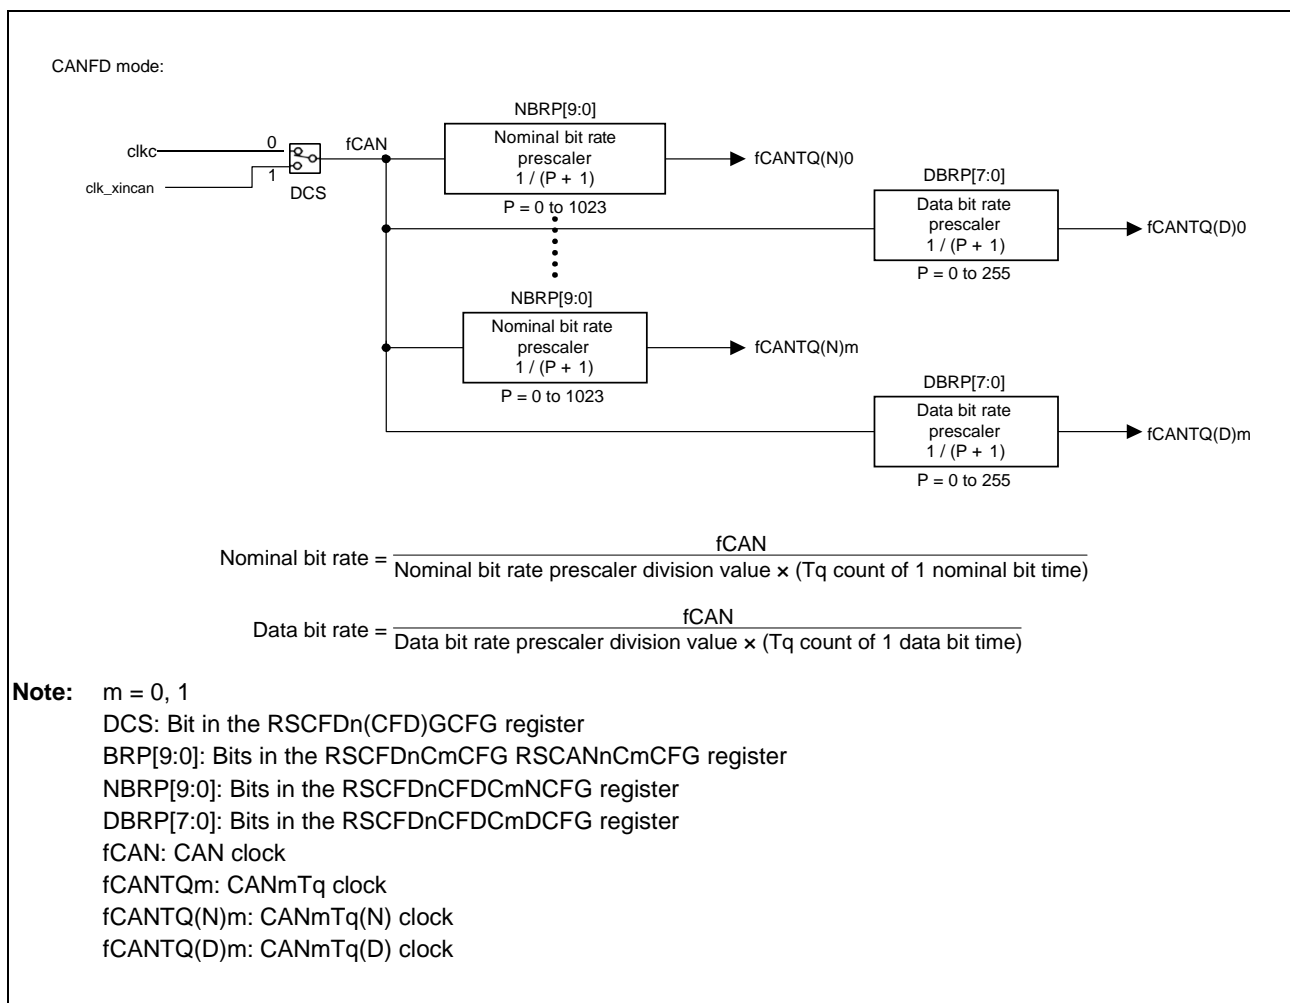 CANFD mode:
NBRP[9:0]
clkc
0
fCAN
Nominal bit rate
prescaler
1 / (P + 1)
fCANTQ(N)0
clk_xincan
1
DCS
P = 0 to 1023
DBRP[7:0]
Data bit rate
prescaler
1 / (P + 1)
fCANTQ(D)0
P = 0 to 255
NBRP[9:0]
Nominal bit rate
prescaler
1 / (P + 1)
fCANTQ(N)m
P = 0 to 1023
DBRP[7:0]
Data bit rate
prescaler
1 / (P + 1)
fCANTQ(D)m
P = 0 to 255
Nominal bit rate =
fCAN
Nominal bit rate prescaler division value × (Tq count of 1 nominal bit time)
Data bit rate =
fCAN
Data bit rate prescaler division value × (Tq count of 1 data bit time)
Note: m = 0, 1
DCS: Bit in the RSCFDn(CFD)GCFG register
BRP[9:0]: Bits in the RSCFDnCmCFG RSCANnCmCFG register
NBRP[9:0]: Bits in the RSCFDnCFDCmNCFG register
DBRP[7:0]: Bits in the RSCFDnCFDCmDCFG register
fCAN: CAN clock
fCANTQm: CANmTq clock
fCANTQ(N)m: CANmTq(N) clock
fCANTQ(D)m: CANmTq(D) clock